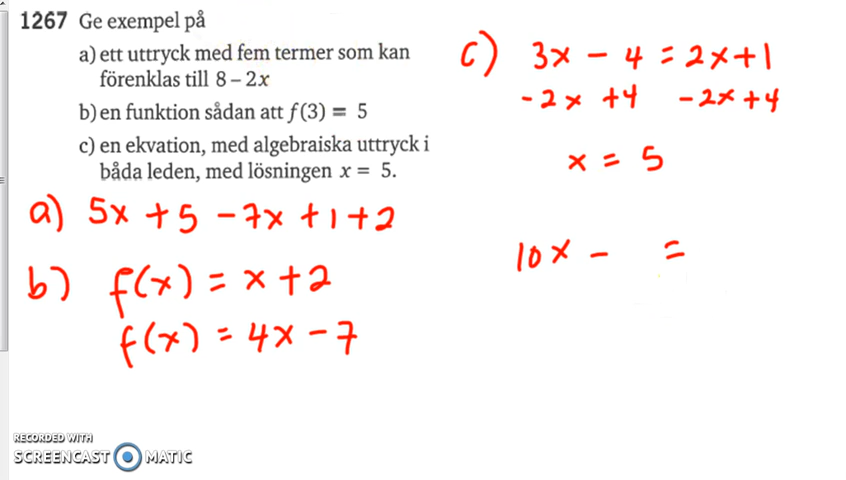 1267 Ge exempel på
a) ett uttryck med fem termer som kan
förenklas till 8 – 2x
b) en funktion sådan att f(3) = 5
c) en ekvation, med algebraiska uttryck i
båda leden, med lösningen x = 5.
a) 5x + 5 - 7x + 1 + 2
b) f(x) = x + 2
f(x) = 4x - 7
c) 3x - 4 = 2x + 1
-2x +4 -2x +4
x = 5
10x - =
RECORDED WITH
SCREENCAST MATIC